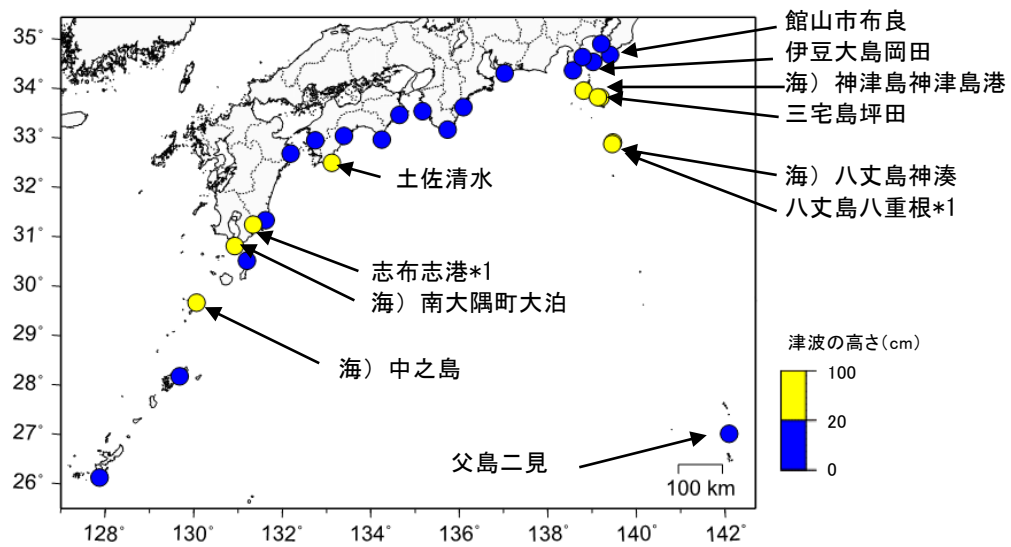 35°
34°
33°
32°
31°
30°
29°
28°
27°
26°
128°
130°
132°
134°
136°
138°
140°
142°
館山市布良
伊豆大島岡田
海）神津島神津島港
三宅島坪田
海）八丈島神湊
八丈島八重根*1
土佐清水
志布志港*1
海）南大隅町大泊
海）中之島
父島二見
100 km
津波の高さ(cm)
100
20
0